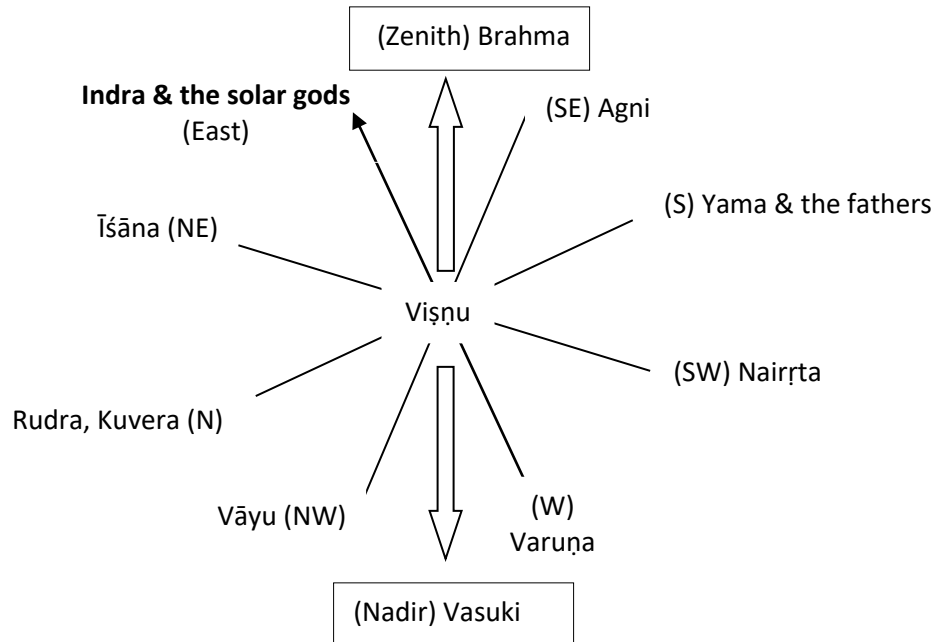 (Zenith) Brahma
Indra & the solar gods
(East)
(SE) Agni
(S) Yama & the fathers
Īśāna (NE)
Viṣṇu
(SW) Nairṛta
Rudra, Kuvera (N)
Vāyu (NW)
(W)
Varuṇa
(Nadir) Vasuki